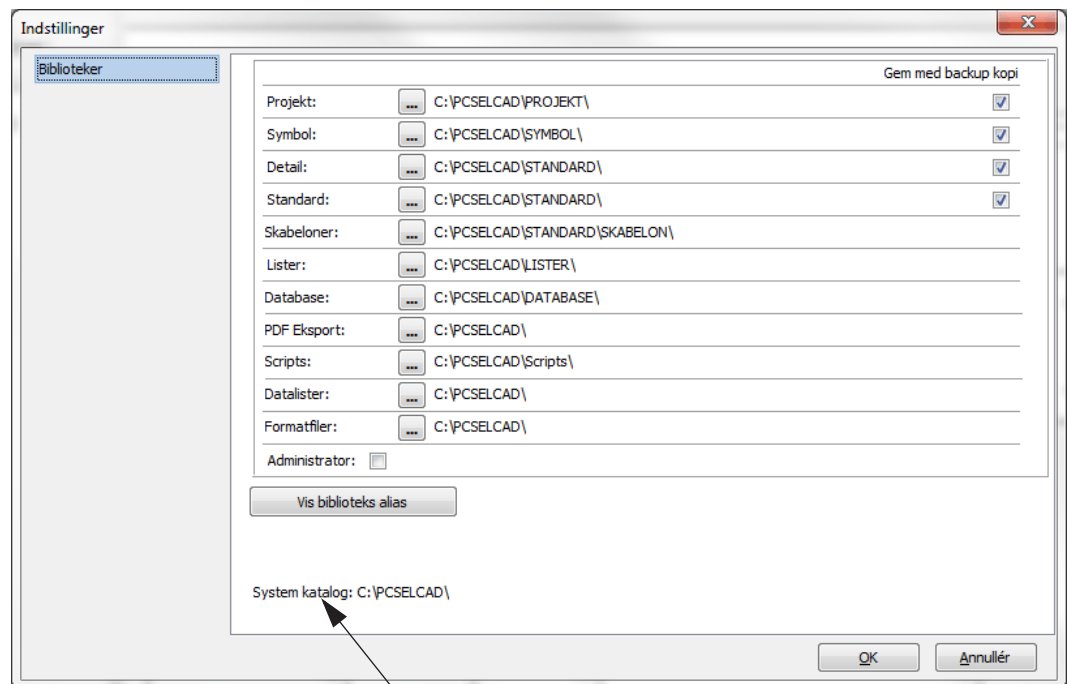 Indstillinger
Biblioteker
Gem med backup kopi
Projekt: ... C:\PCSELCAD\PROJEKT\
Symbol: ... C:\PCSELCAD\SYMBOL\
Detail: ... C:\PCSELCAD\STANDARD\
Standard: ... C:\PCSELCAD\STANDARD\
Skabeloner: ... C:\PCSELCAD\STANDARD\SKABELON\
Lister: ... C:\PCSELCAD\LISTER\
Database: ... C:\PCSELCAD\DATABASE\
PDF Eksport: ... C:\PCSELCAD\
Scripts: ... C:\PCSELCAD\Scripts\
Datalister: ... C:\PCSELCAD\
Formatfiler: ... C:\PCSELCAD\
Administrator:
Vis biblioteks alias
System katalog: C:\PCSELCAD\
OK Annullér